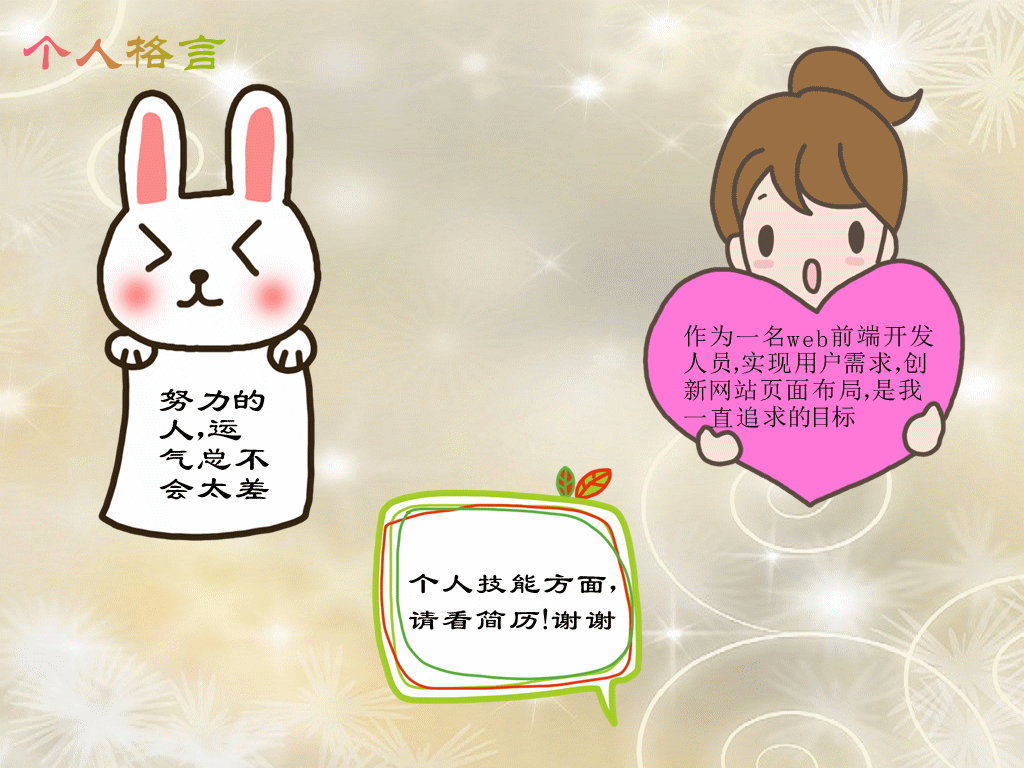 个人格言
努力的
人,运
气总不
会太差
作为一名web前端开发
人员,实现用户需求,创
新网站页面布局,是我
一直追求的目标
个人技能方面，
请看简历!谢谢